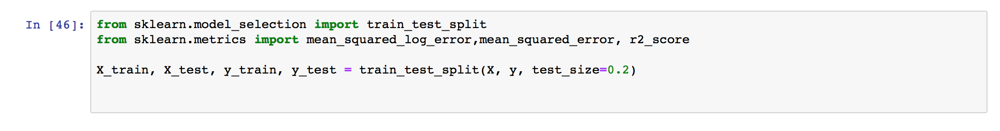 In [46]: from sklearn.model_selection import train_test_split
from sklearn.metrics import mean_squared_log_error,mean_squared_error, r2_score
X_train, X_test, y_train, y_test = train_test_split(X, y, test_size=0.2)